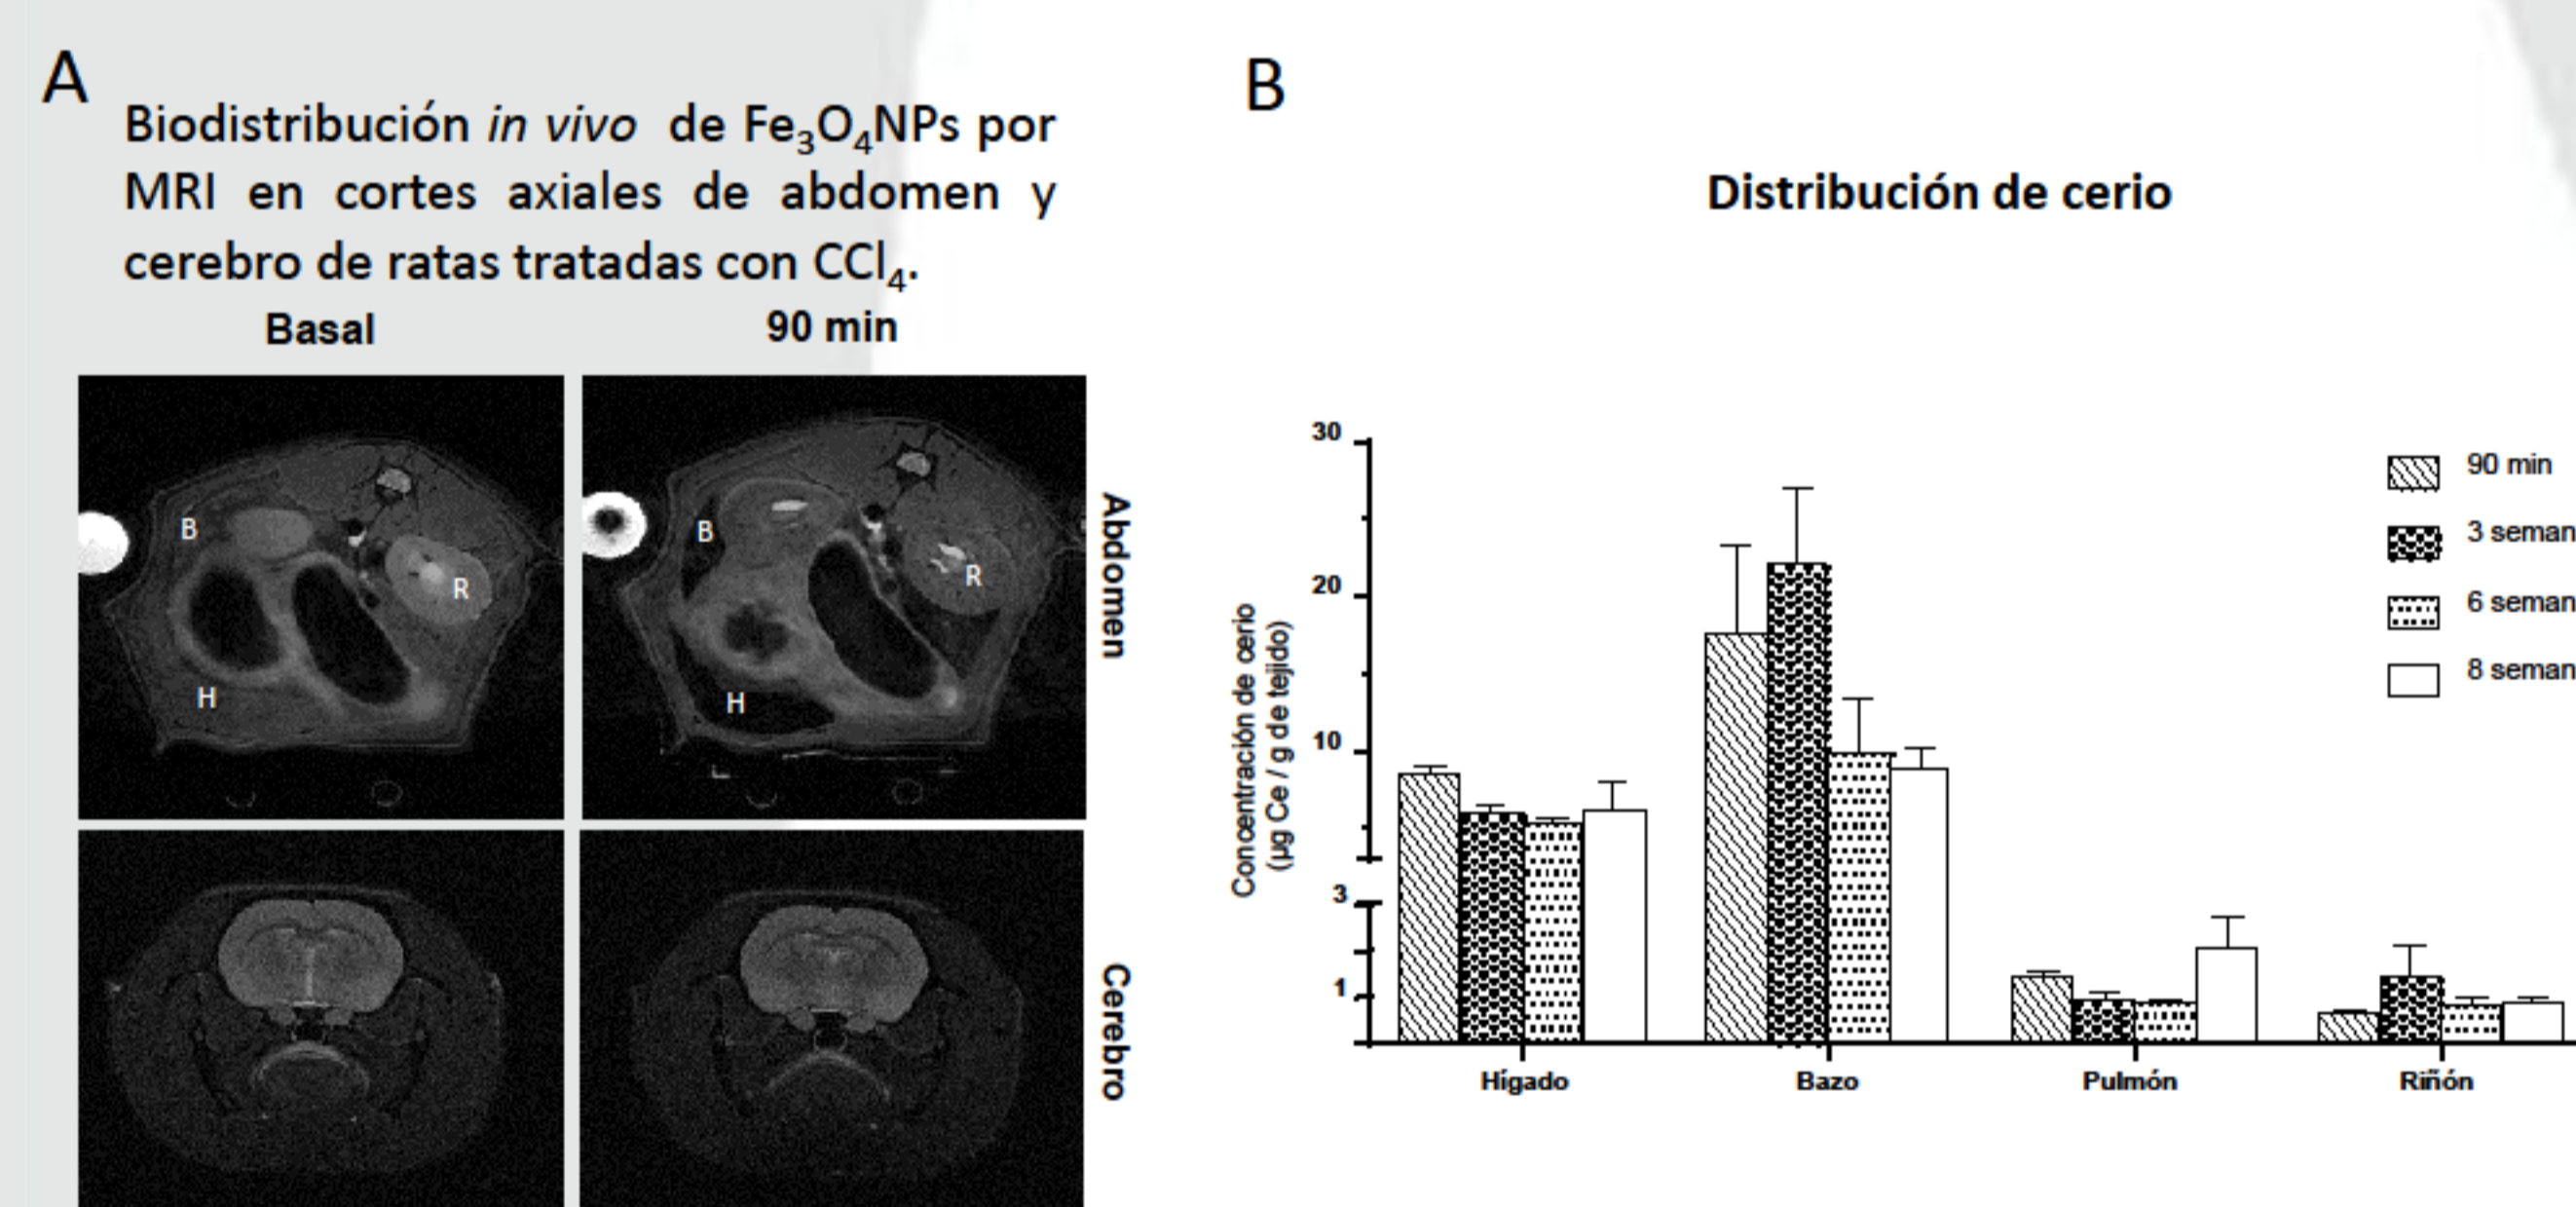 A
Biodistribución in vivo de Fe₃O₄NPs por
MRI en cortes axiales de abdomen y
cerebro de ratas tratadas con CCl₄.
Basal
90 min
B
R
H
B
R
H
Abdomen
Cerebro
B
Distribución de cerio
Concentración de cerio
(µg Ce / g de tejido)
30
20
10
3
1
90 min
3 seman
6 seman
8 seman
Hígado
Bazo
Pulmón
Riñón